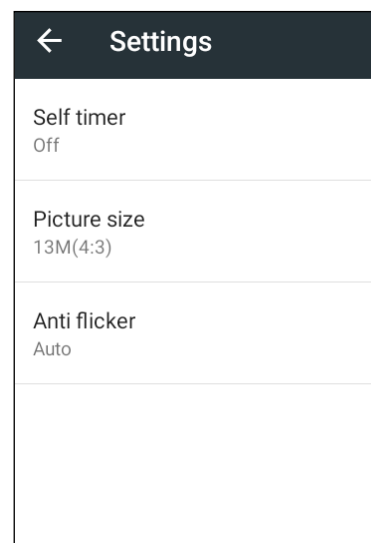 Settings
Self timer
Off
Picture size
13M(4:3)
Anti flicker
Auto